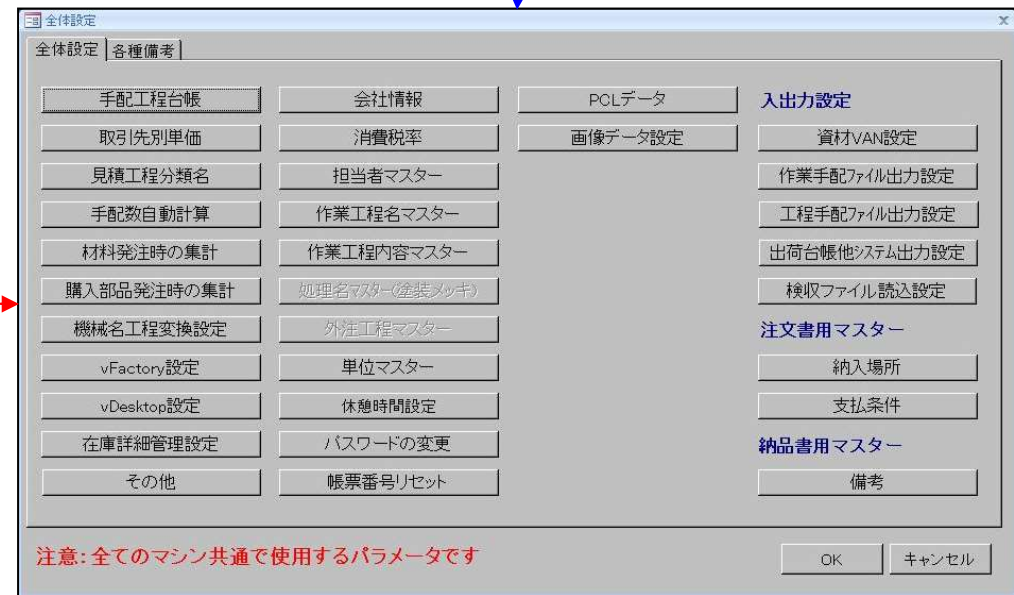 全体設定
x
全体設定 各種備考
手配工程台帳
取引先別単価
見積工程分類名
手配数自動計算
材料発注時の集計
購入部品発注時の集計
機械名工程変換設定
vFactory設定
vDesktop設定
在庫詳細管理設定
その他
会社情報
消費税率
担当者マスター
作業工程名マスター
作業工程内容マスター
処理名マスター(塗装メッキ)
外注工程マスター
単位マスター
休憩時間設定
パスワードの変更
帳票番号リセット
PCLデータ
画像データ設定
入出力設定
資材VAN設定
作業手配ファイル出力設定
工程手配ファイル出力設定
出荷台帳他システム出力設定
検収ファイル読込設定
注文書用マスター
納入場所
支払条件
納品書用マスター
備考
注意：全てのマシン共通で使用するパラメータです
OK キャンセル